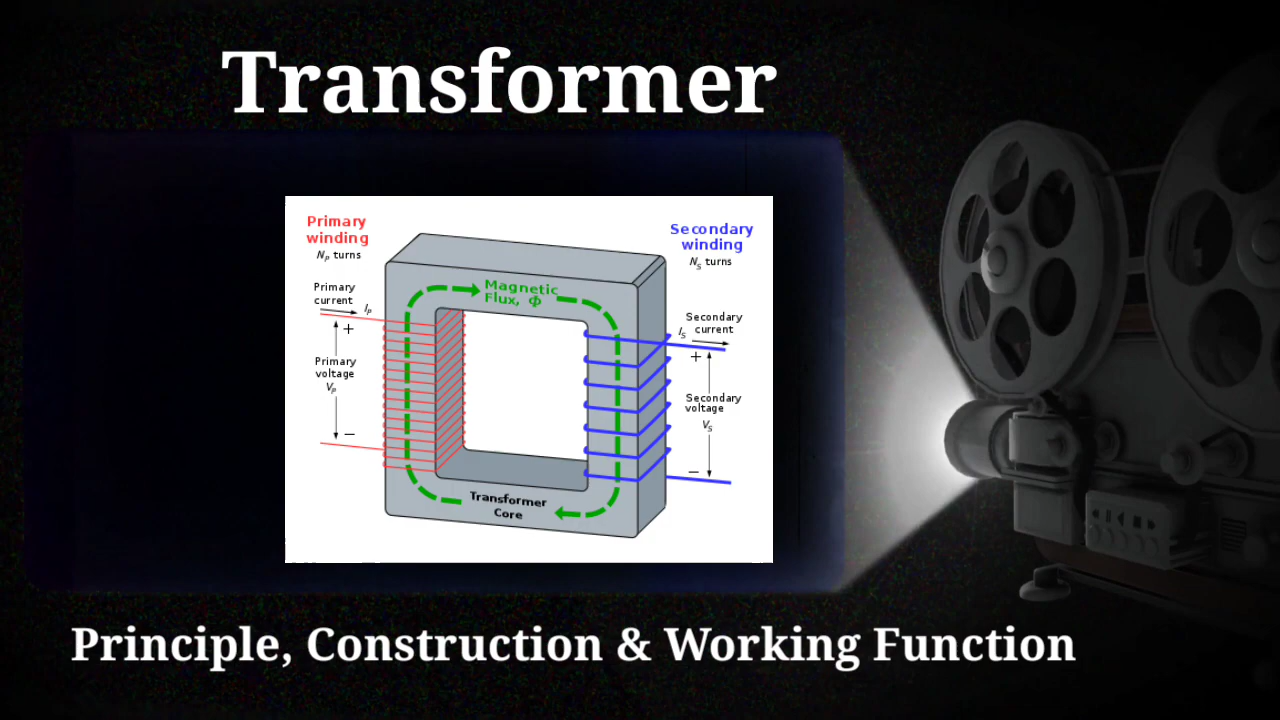 Transformer
Primary
winding
NP turns
Primary
current
IP
+
Primary
voltage
VP
−
Magnetic
Flux, Φ
Transformer
Core
Secondary
winding
NS turns
IS
Secondary
current
+
Secondary
voltage
VS
−
Principle, Construction & Working Function